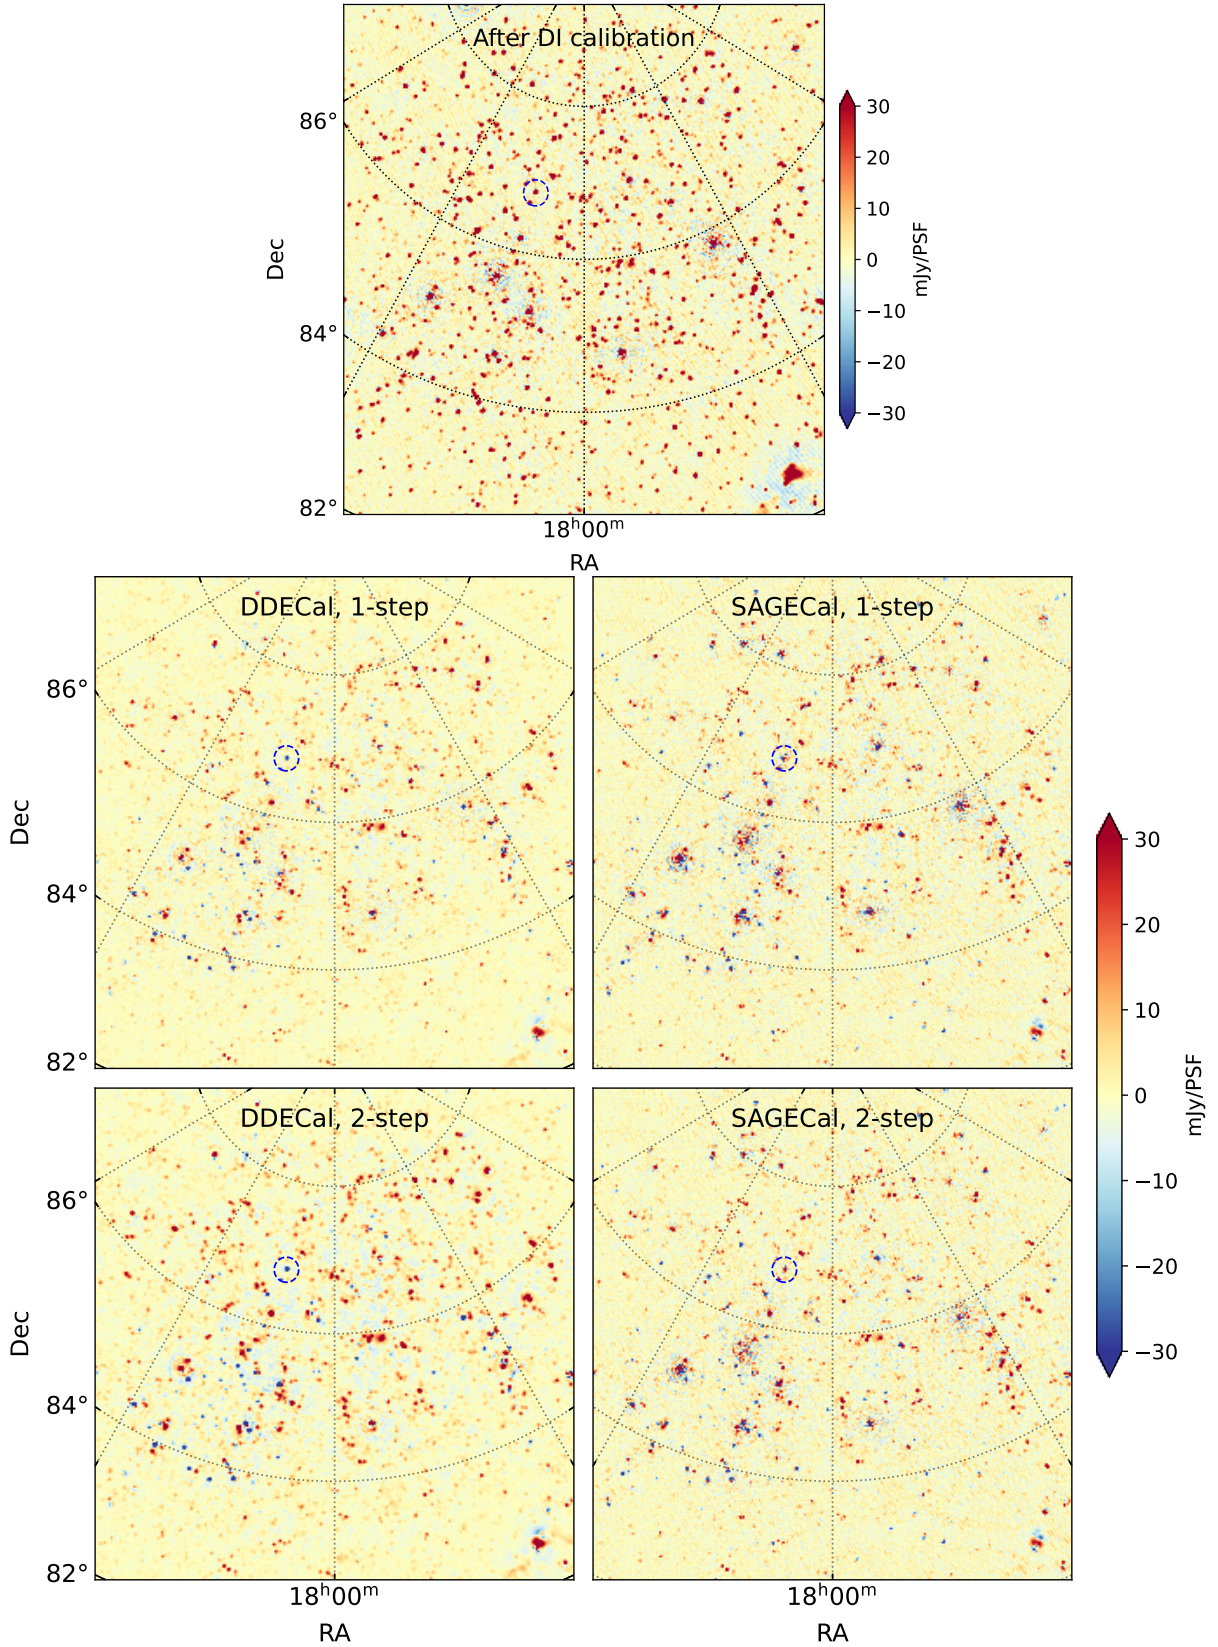 After DI calibration
86°
84°
82°
Dec
18ʰ00ᵐ
RA
30
20
10
0
−10
−20
−30
mJy/PSF
DDECal, 1-step
SAGECal, 1-step
86°
84°
82°
Dec
DDECal, 2-step
SAGECal, 2-step
86°
84°
82°
Dec
18ʰ00ᵐ
18ʰ00ᵐ
RA
RA
30
20
10
0
−10
−20
−30
mJy/PSF